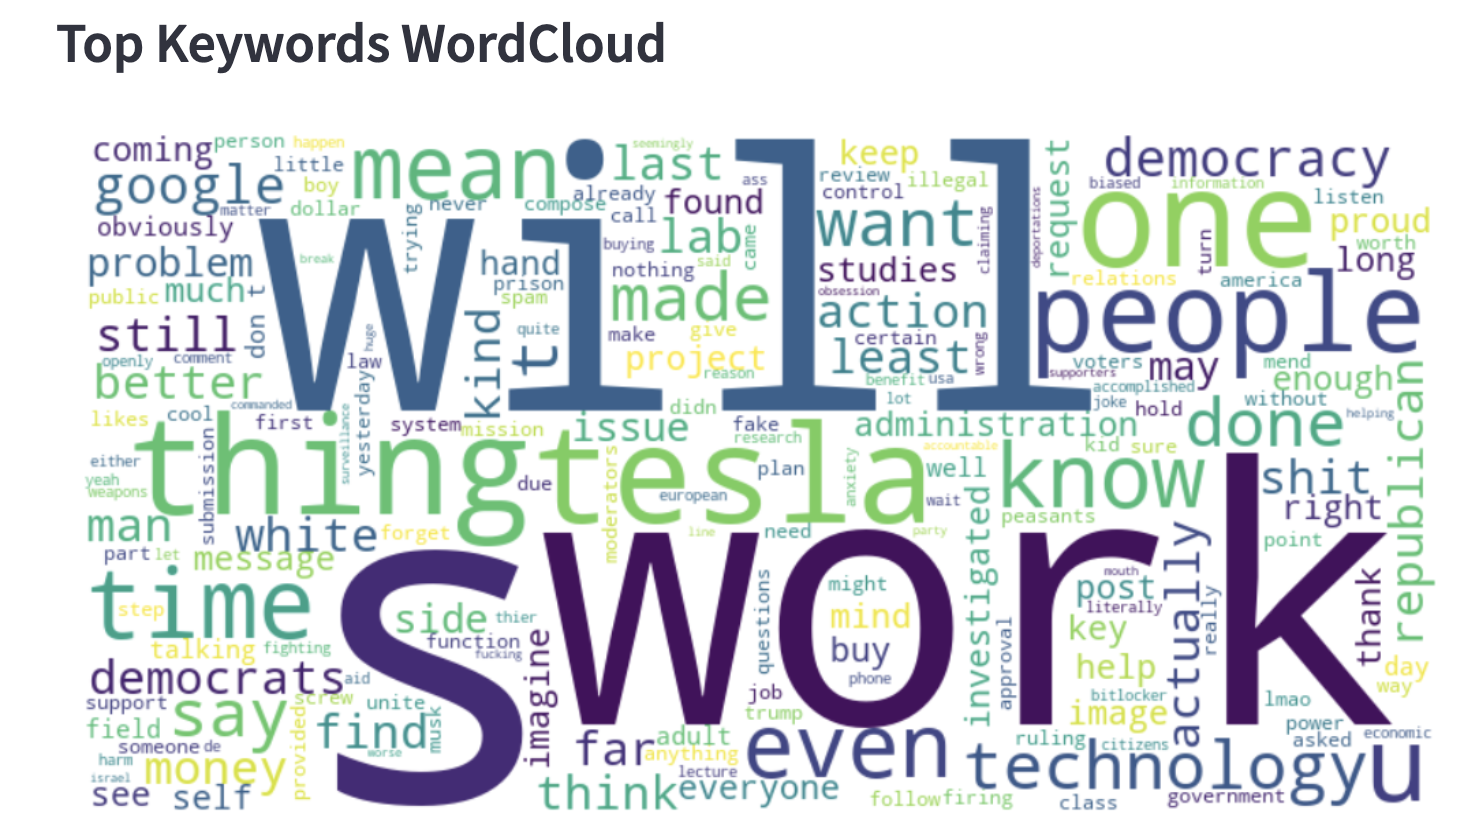 Top Keywords WordCloud
coming person happen mean last seemingly keep request democracy
google little boy already ass review illegal biased information
obviously matter dollar never compose call found control want one listen
trying buying lab came claiming deportations turn proud
problem break hand nothing said studies worth long
public much prison spam made obsession relations america
still don t will kind quite make give action people
openly comment huge law t project certain wrong voters may mend
better yesterday reason least supporters enough
likes cool commanded benefit usa accomplished without
first surveillance system mission didn lot joke hold done helping republican
thing issue fake administration
either submission tesla research accountable kid sure
yeah due plan anxiety well know shit
weapons moderators european wait right
man white forget line need party peasants point
part let message investigated actually
time step side thier questions might mouth post thank
s work mind literally really
talking fighting function fucking imagine buy approval key
democrats aid phone help day
support screw unite job bitlocker lmao way
field say provided find musk trump image power
someone de worse far adult even ruling citizens asked economic
harm money anything technology u
israel lecture
see self think everyone follow firing class government